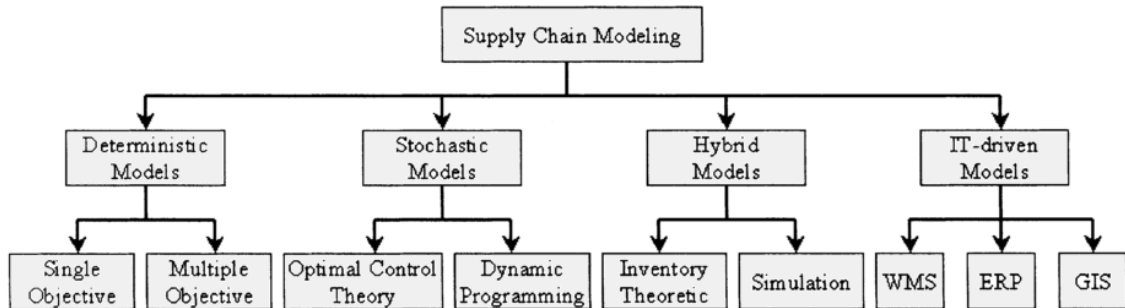 Supply Chain Modeling
Deterministic
Models
Stochastic
Models
Hybrid
Models
IT-driven
Models
Single
Objective
Multiple
Objective
Optimal Control
Theory
Dynamic
Programming
Inventory
Theoretic
Simulation
WMS
ERP
GIS